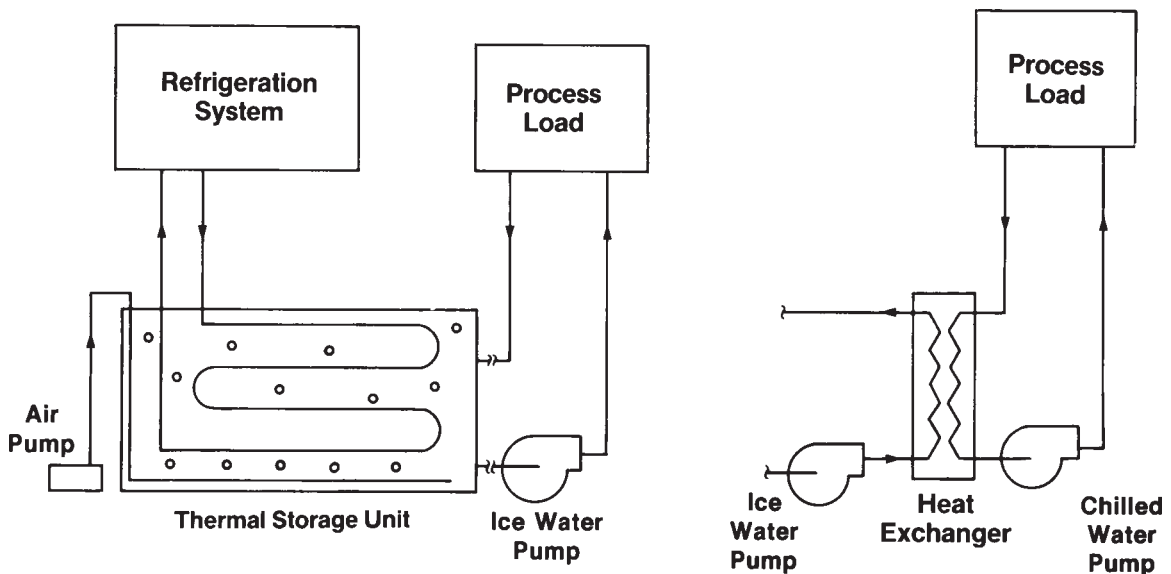 Refrigeration
System
Process
Load
Air
Pump
Thermal Storage Unit
Ice Water
Pump
Process
Load
Ice
Water
Pump
Heat
Exchanger
Chilled
Water
Pump